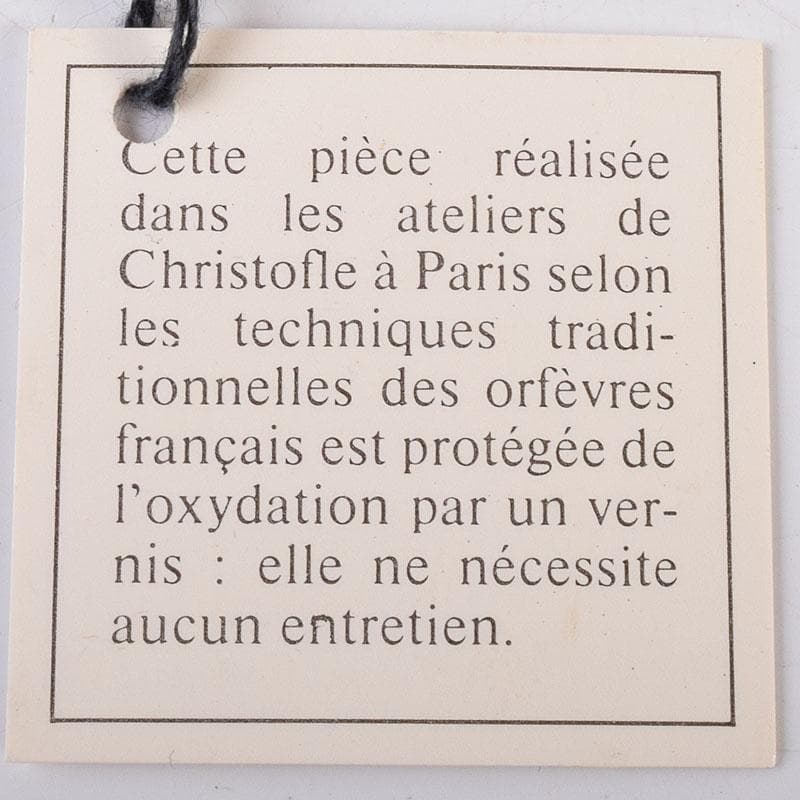 Cette pièce réalisée
dans les ateliers de
Christofle à Paris selon
les techniques tradi-
tionnelles des orfèvres
français est protégée de
l'oxydation par un ver-
nis : elle ne nécessite
aucun entretien.